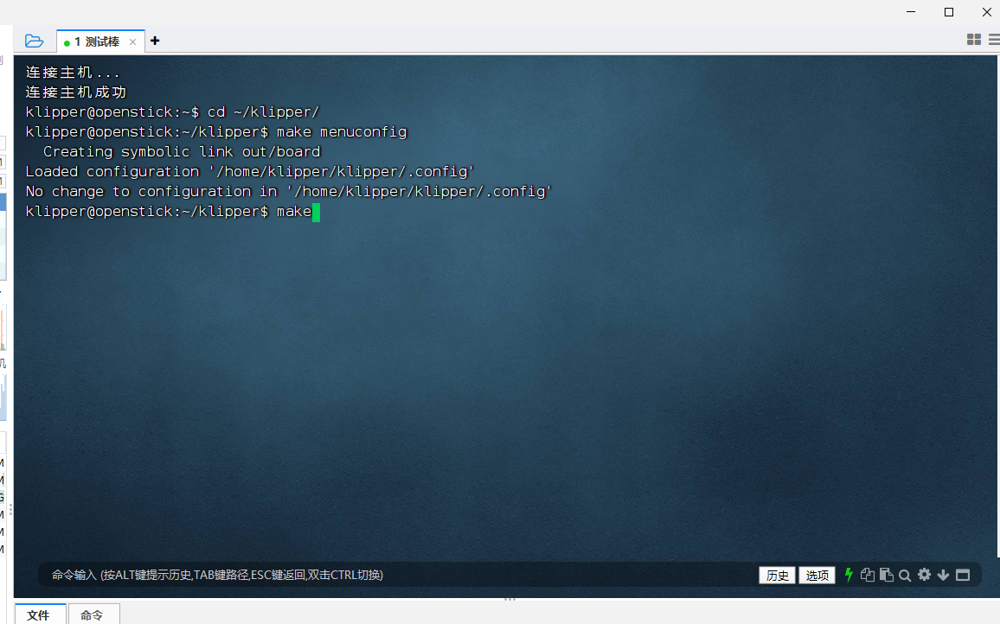 1 测试棒
连接主机...
连接主机成功
klipper@openstick:~$ cd ~/klipper/
klipper@openstick:~/klipper$ make menuconfig
  Creating symbolic link out/board
Loaded configuration '/home/klipper/klipper/.config'
No change to configuration in '/home/klipper/klipper/.config'
klipper@openstick:~/klipper$ make
命令输入 (按ALT键提示历史,TAB键路径,ESC键返回,双击CTRL切换)
历史 选项
文件 命令